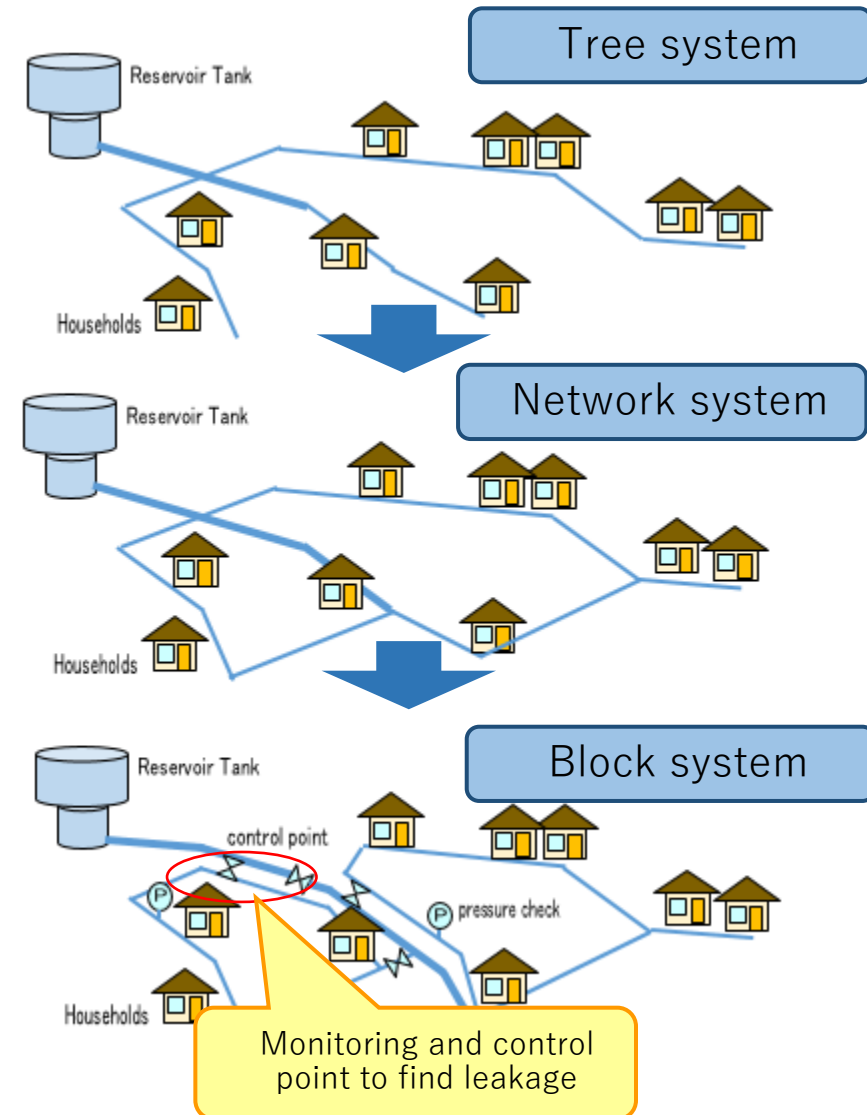 Tree system
Reservoir Tank
Households
Network system
Reservoir Tank
Households
Block system
Reservoir Tank
control point
P
P
pressure check
Households
Monitoring and control
point to find leakage